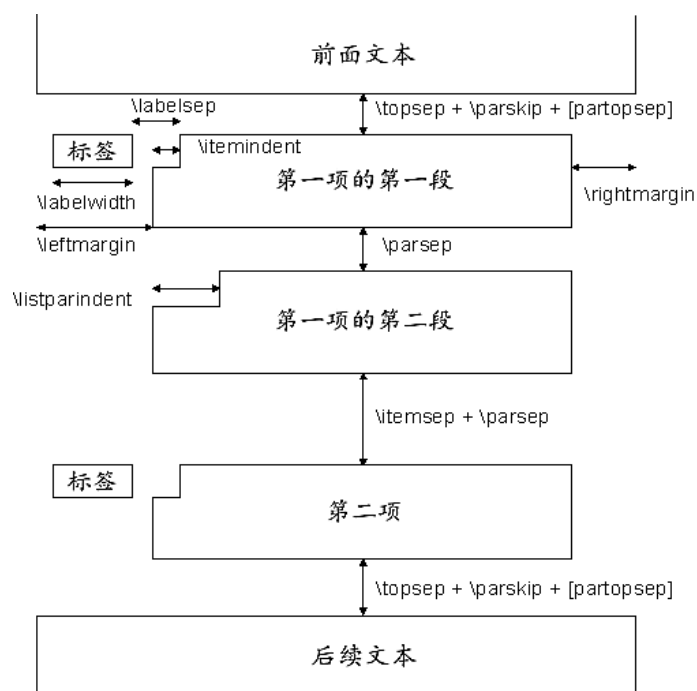 前面文本
\labelsep
\topsep + \parskip + [partopsep]
标签
\itemindent
第一项的第一段
\labelwidth
\rightmargin
\leftmargin
\parsep
\listparindent
第一项的第二段
\itemsep + \parsep
标签
第二项
\topsep + \parskip + [partopsep]
后续文本